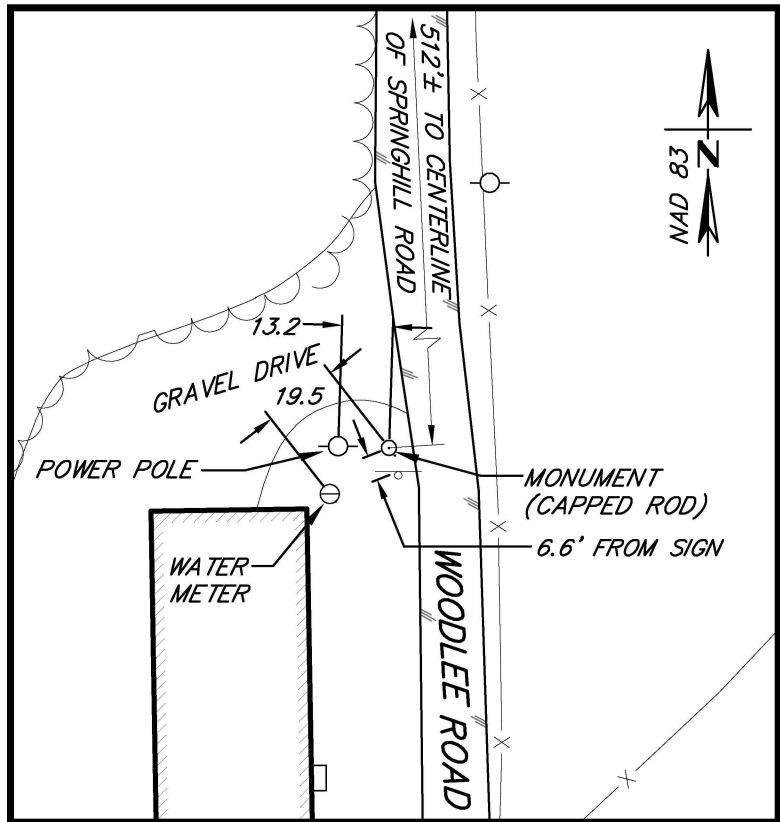 512'± TO CENTERLINE
OF SPRINGHILL ROAD
NAD 83
N
13.2
GRAVEL DRIVE
19.5
POWER POLE
MONUMENT
(CAPPED ROD)
6.6' FROM SIGN
WATER
METER
WOODLEE ROAD